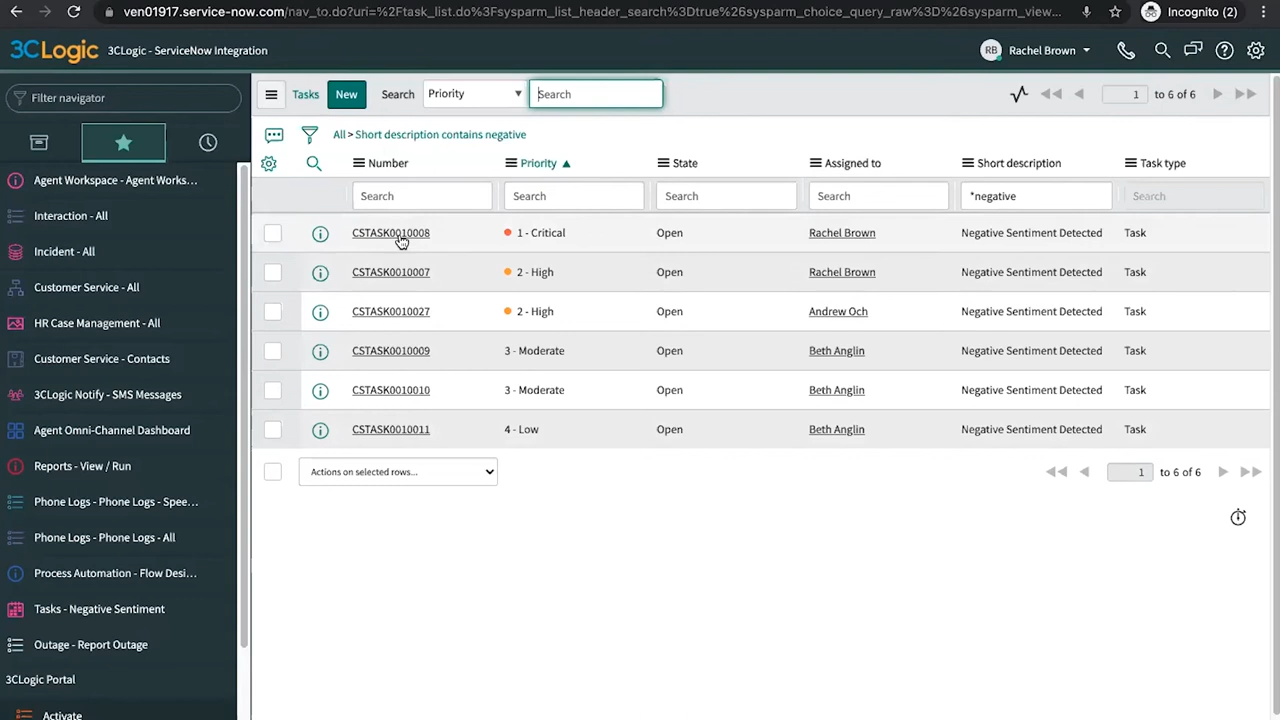 ven01917.service-now.com/nav_to.do?uri=%2Ftask_list.do%3Fsysparm_list_header_search%3Dtrue%26sysparm_choice_query_raw%3D%26sysparm_view...
Incognito (2)
3CLogic
3CLogic - ServiceNow Integration
RB
Rachel Brown
Filter navigator
Agent Workspace - Agent Works...
Interaction - All
Incident - All
Customer Service - All
HR Case Management - All
Customer Service - Contacts
3CLogic Notify - SMS Messages
Agent Omni-Channel Dashboard
Reports - View / Run
Phone Logs - Phone Logs - Spee...
Phone Logs - Phone Logs - All
Process Automation - Flow Desi...
Tasks - Negative Sentiment
Outage - Report Outage
3CLogic Portal
Activate
Tasks New Search Priority Search 1 to 6 of 6
All > Short description contains negative
Number Priority State Assigned to Short description Task type
Search Search Search Search *negative Search
CSTASK0010008 1 - Critical Open Rachel Brown Negative Sentiment Detected Task
CSTASK0010007 2 - High Open Rachel Brown Negative Sentiment Detected Task
CSTASK0010027 2 - High Open Andrew Och Negative Sentiment Detected Task
CSTASK0010009 3 - Moderate Open Beth Anglin Negative Sentiment Detected Task
CSTASK0010010 3 - Moderate Open Beth Anglin Negative Sentiment Detected Task
CSTASK0010011 4 - Low Open Beth Anglin Negative Sentiment Detected Task
Actions on selected rows... 1 to 6 of 6